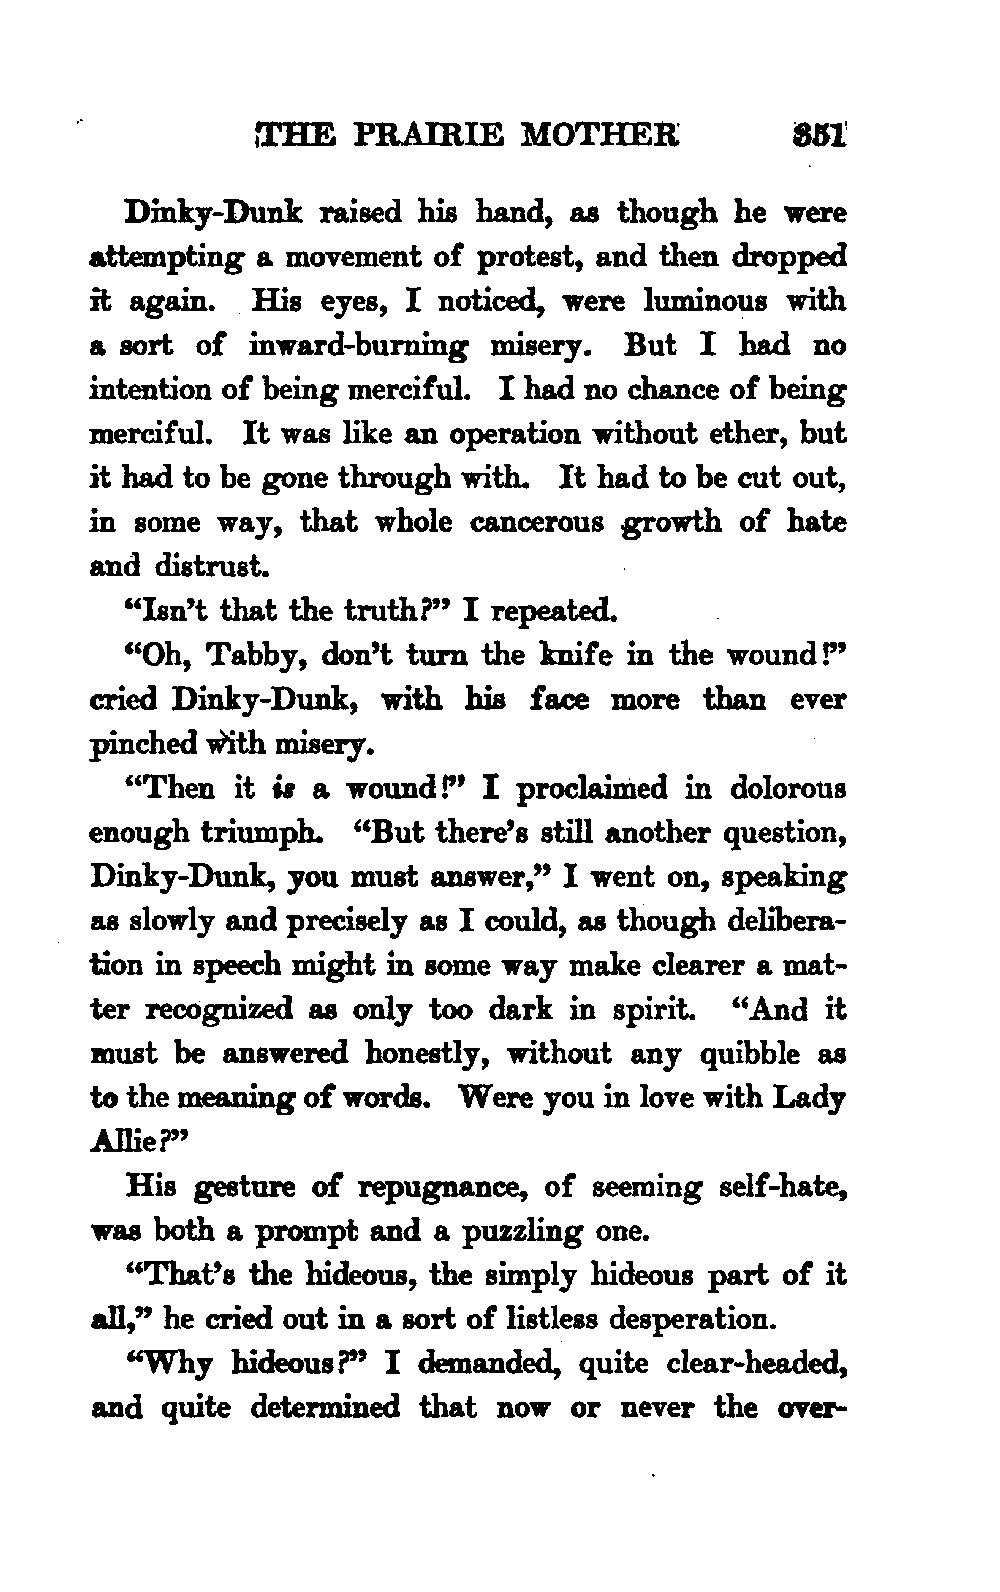 THE PRAIRIE MOTHER 351
Dinky-Dunk raised his hand, as though he were
attempting a movement of protest, and then dropped
it again. His eyes, I noticed, were luminous with
a sort of inward-burning misery. But I had no
intention of being merciful. I had no chance of being
merciful. It was like an operation without ether, but
it had to be gone through with. It had to be cut out,
in some way, that whole cancerous growth of hate
and distrust.
"Isn't that the truth?" I repeated.
"Oh, Tabby, don't turn the knife in the wound!"
cried Dinky-Dunk, with his face more than ever
pinched with misery.
"Then it is a wound!" I proclaimed in dolorous
enough triumph. "But there's still another question,
Dinky-Dunk, you must answer," I went on, speaking
as slowly and precisely as I could, as though delibera-
tion in speech might in some way make clearer a mat-
ter recognized as only too dark in spirit. "And it
must be answered honestly, without any quibble as
to the meaning of words. Were you in love with Lady
Allie?"
His gesture of repugnance, of seeming self-hate,
was both a prompt and a puzzling one.
"That's the hideous, the simply hideous part of it
all," he cried out in a sort of listless desperation.
"Why hideous?" I demanded, quite clear-headed,
and quite determined that now or never the over-